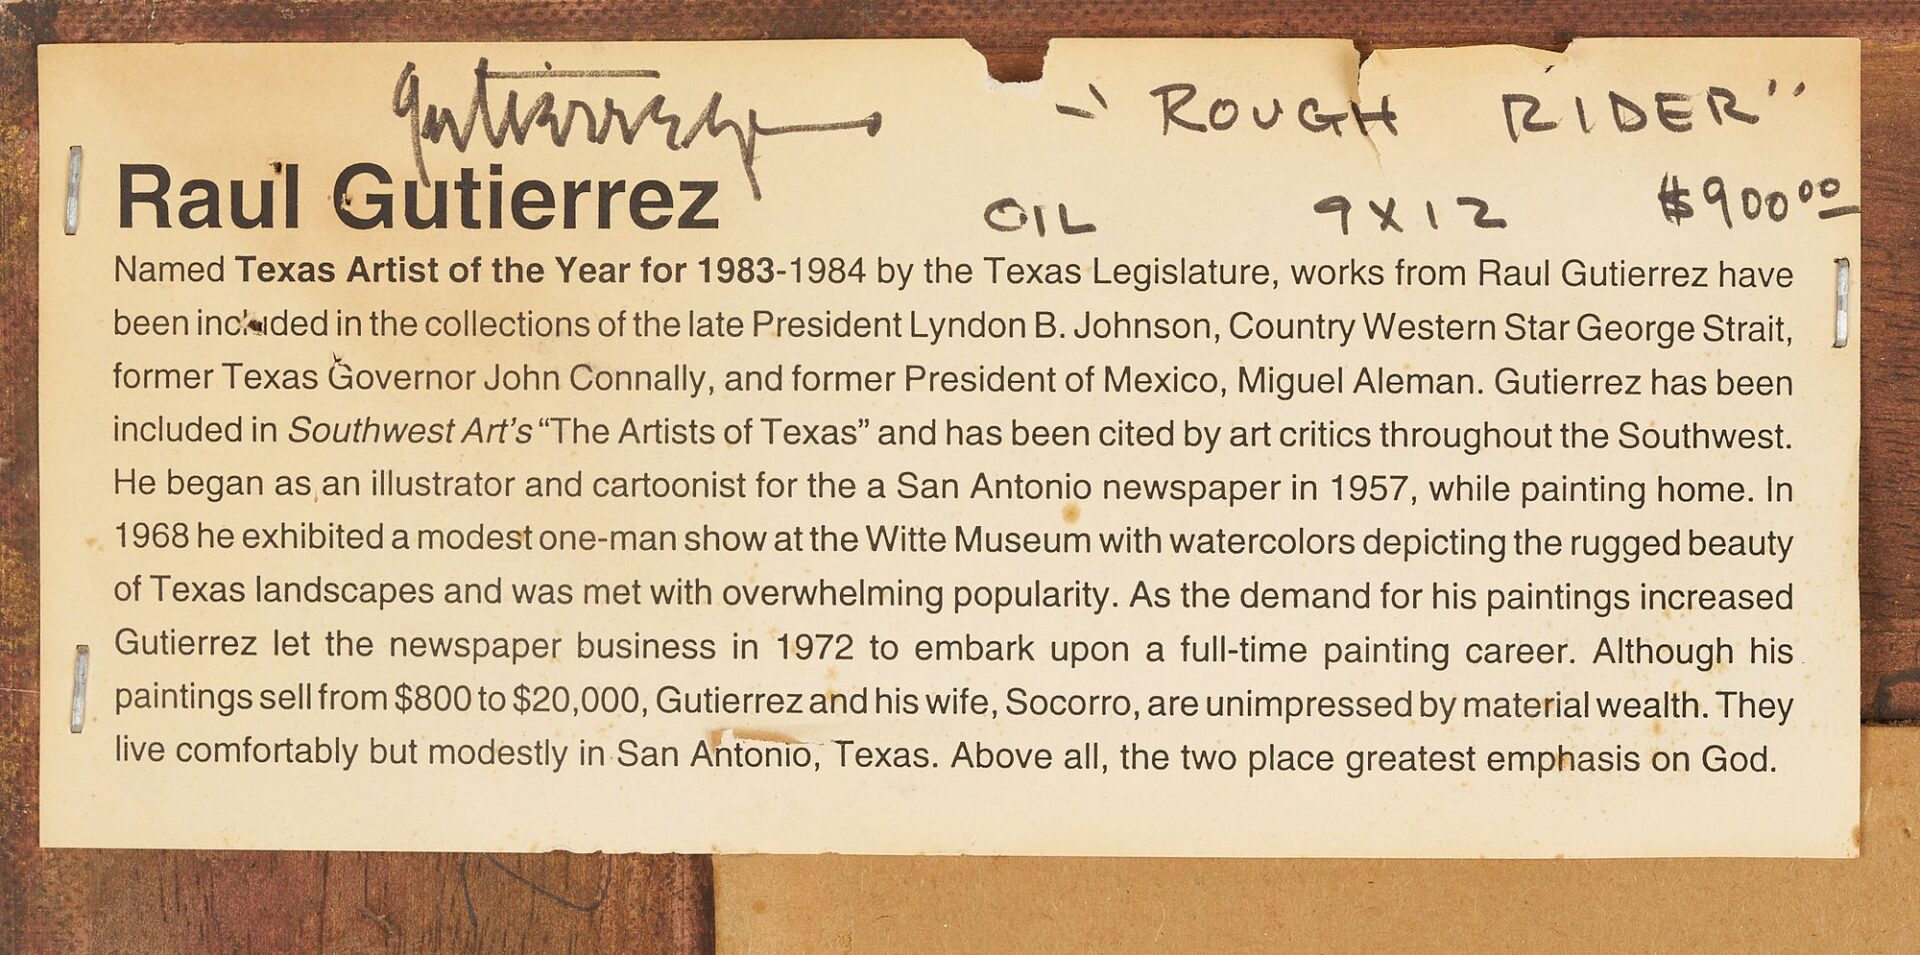 Gutierrez "ROUGH RIDER"
Raul Gutierrez OIL 9X12 $900⁰⁰
Named Texas Artist of the Year for 1983-1984 by the Texas Legislature, works from Raul Gutierrez have
been included in the collections of the late President Lyndon B. Johnson, Country Western Star George Strait,
former Texas Governor John Connally, and former President of Mexico, Miguel Aleman. Gutierrez has been
included in Southwest Art's “The Artists of Texas” and has been cited by art critics throughout the Southwest.
He began as an illustrator and cartoonist for the a San Antonio newspaper in 1957, while painting home. In
1968 he exhibited a modest one-man show at the Witte Museum with watercolors depicting the rugged beauty
of Texas landscapes and was met with overwhelming popularity. As the demand for his paintings increased
Gutierrez let the newspaper business in 1972 to embark upon a full-time painting career. Although his
paintings sell from $800 to $20,000, Gutierrez and his wife, Socorro, are unimpressed by material wealth. They
live comfortably but modestly in San Antonio, Texas. Above all, the two place greatest emphasis on God.